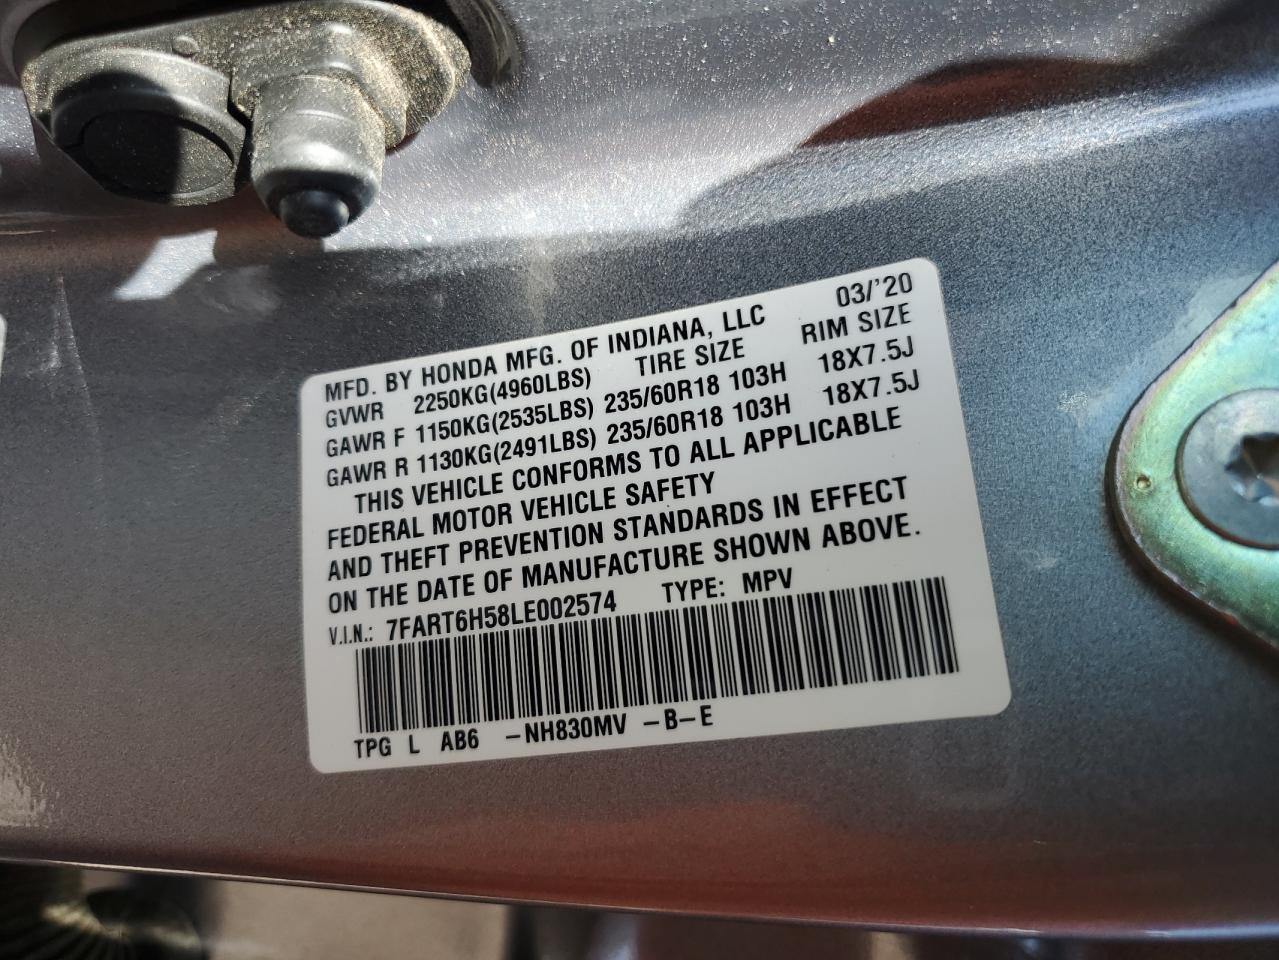 03/'20
MFD. BY HONDA MFG. OF INDIANA, LLC
GVWR 2250KG(4960LBS) TIRE SIZE RIM SIZE
GAWR F 1150KG(2535LBS) 235/60R18 103H 18X7.5J
GAWR R 1130KG(2491LBS) 235/60R18 103H 18X7.5J
THIS VEHICLE CONFORMS TO ALL APPLICABLE
FEDERAL MOTOR VEHICLE SAFETY
AND THEFT PREVENTION STANDARDS IN EFFECT
ON THE DATE OF MANUFACTURE SHOWN ABOVE.
V.I.N.: 7FART6H58LE002574 TYPE: MPV
TPG L AB6 -NH830MV -B-E